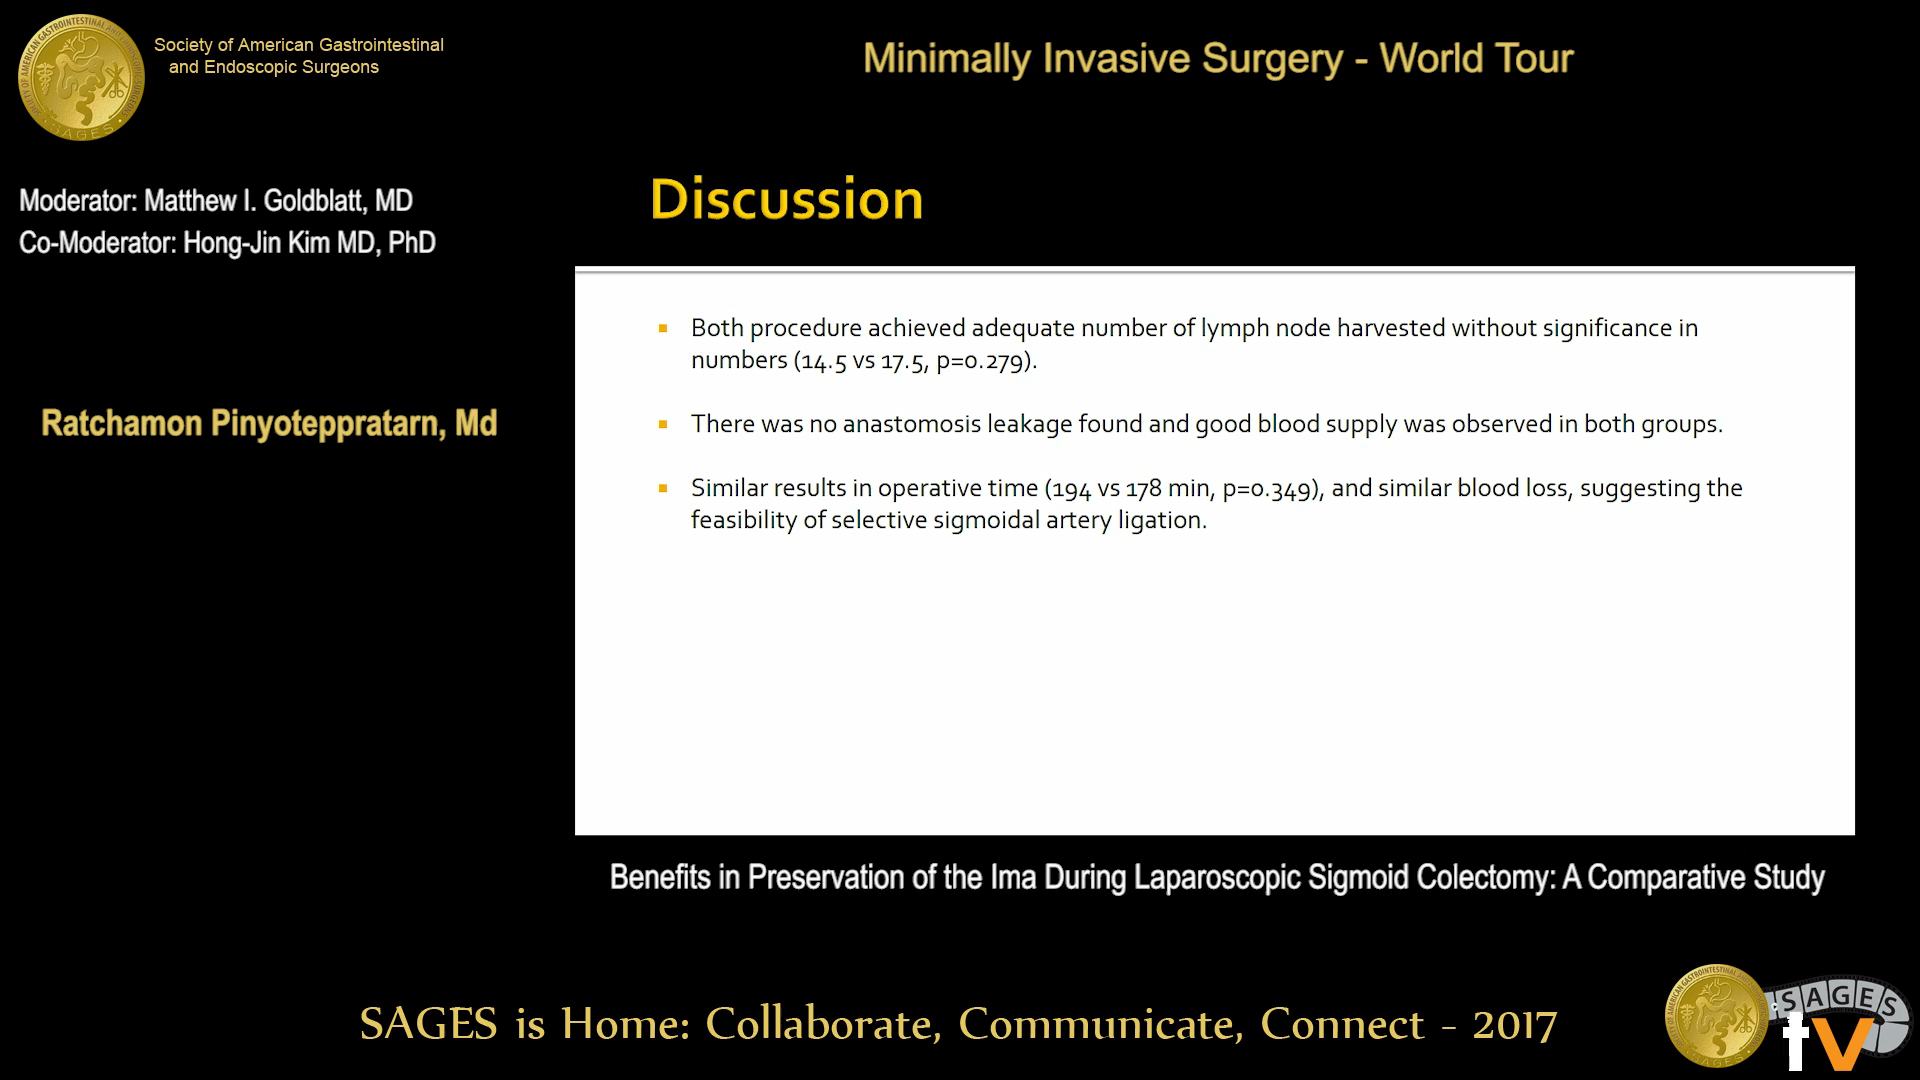 Society of American Gastrointestinal
and Endoscopic Surgeons
Minimally Invasive Surgery - World Tour
Moderator: Matthew I. Goldblatt, MD
Co-Moderator: Hong-Jin Kim MD, PhD
Ratchamon Pinyoteppratarn, Md
Discussion
Both procedure achieved adequate number of lymph node harvested without significance in
numbers (14.5 vs 17.5, p=0.279).
There was no anastomosis leakage found and good blood supply was observed in both groups.
Similar results in operative time (194 vs 178 min, p=0.349), and similar blood loss, suggesting the
feasibility of selective sigmoidal artery ligation.
Benefits in Preservation of the Ima During Laparoscopic Sigmoid Colectomy: A Comparative Study
SAGES is Home: Collaborate, Communicate, Connect - 2017
SAGES
tv